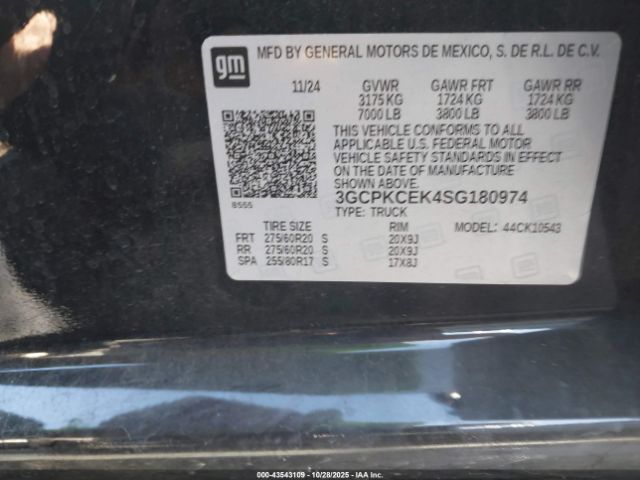 gm
MFD BY GENERAL MOTORS DE MEXICO, S. DE R.L. DE C.V.
11/24 GVWR GAWR FRT GAWR RR
3175 KG 1724 KG 1724 KG
7000 LB 3800 LB 3800 LB
THIS VEHICLE CONFORMS TO ALL
APPLICABLE U.S. FEDERAL MOTOR
VEHICLE SAFETY STANDARDS IN EFFECT
ON THE DATE OF MANUFACTURE
SHOWN ABOVE.
8555
3GCPKCEK4SG180974
TYPE: TRUCK
TIRE SIZE RIM MODEL: 44CK10543
FRT 275/60R20 S 20X9J
RR 275/60R20 S 20X9J
SPA 255/80R17 S 17X8J
000-43543109 - 10/28/2025 - IAAI Inc.